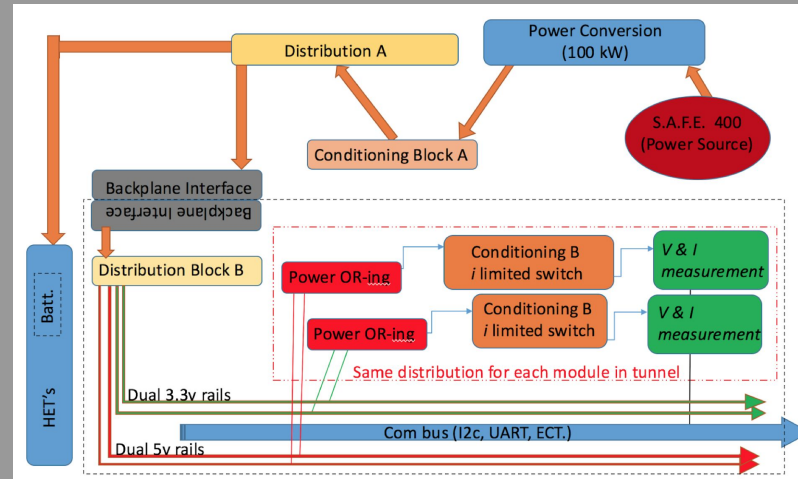 Power Conversion
(100 kW)
Distribution A
S.A.F.E. 400
(Power Source)
Conditioning Block A
Backplane Interface
Backplane Interface
Distribution Block B
Power OR-ing
Conditioning B
i limited switch
V & I
measurement
Power OR-ing
Conditioning B
i limited switch
V & I
measurement
Same distribution for each module in tunnel
Batt.
HET's
Dual 3.3v rails
Com bus (I2c, UART, ECT.)
Dual 5v rails